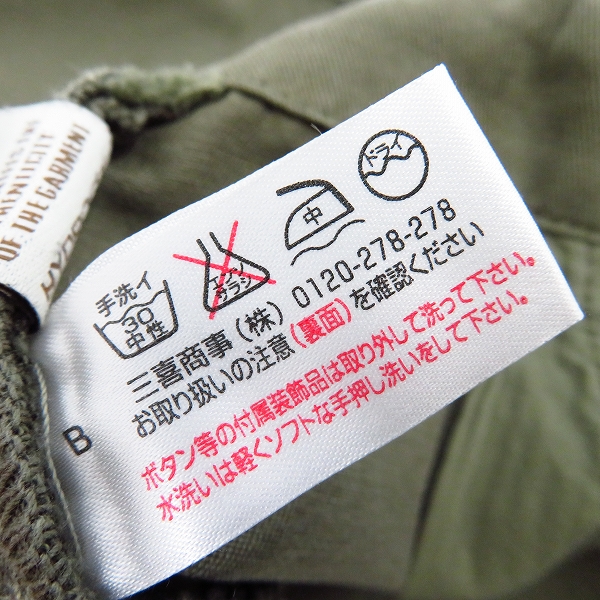 NTICITY
OF THE GARMENT
手洗イ
30
中性
エンソ
サラシ
中
ドライ
三喜商事(株) 0120-278-278
お取り扱いの注意(裏面)を確認ください
ボタン等の付属装飾品は取り外して洗って下さい。
水洗いは軽くソフトな手押し洗いをして下さい。
B